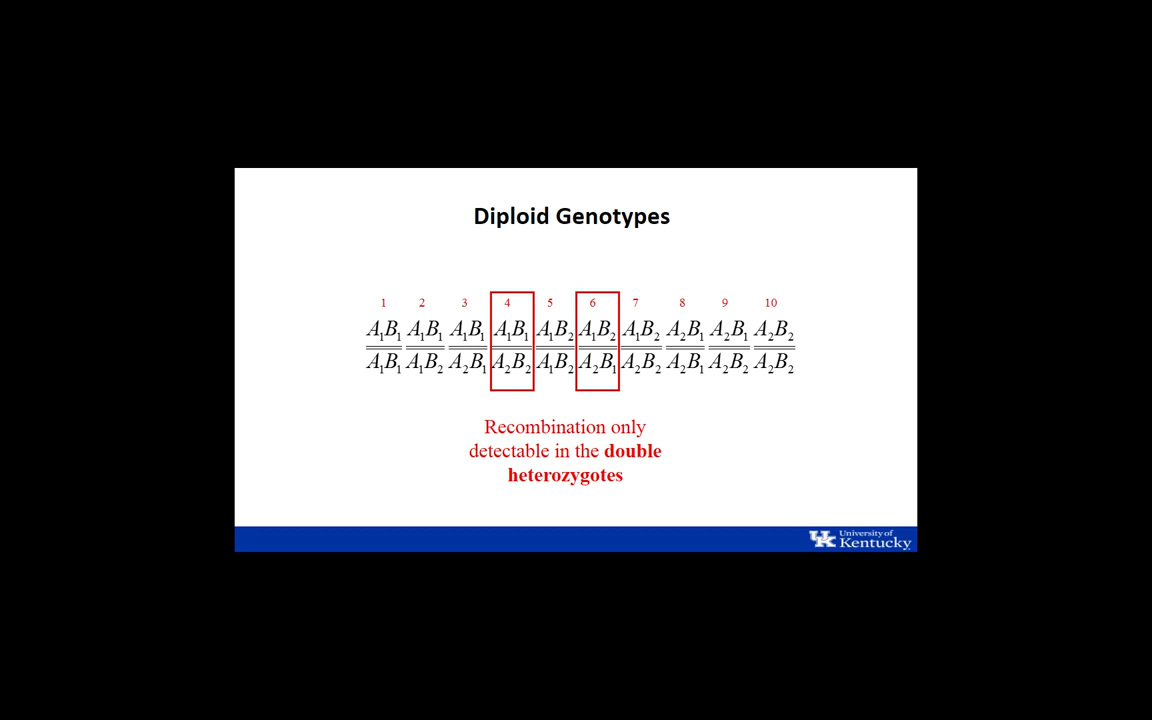 Diploid Genotypes
1 2 3 4 5 6 7 8 9 10
A₁B₁ A₁B₁ A₁B₁ A₁B₁ A₁B₂ A₁B₂ A₁B₂ A₂B₁ A₂B₁ A₂B₂
A₁B₁ A₁B₂ A₂B₁ A₂B₂ A₁B₂ A₂B₁ A₂B₂ A₂B₁ A₂B₂ A₂B₂
Recombination only
detectable in the double
heterozygotes
UK University of
Kentucky